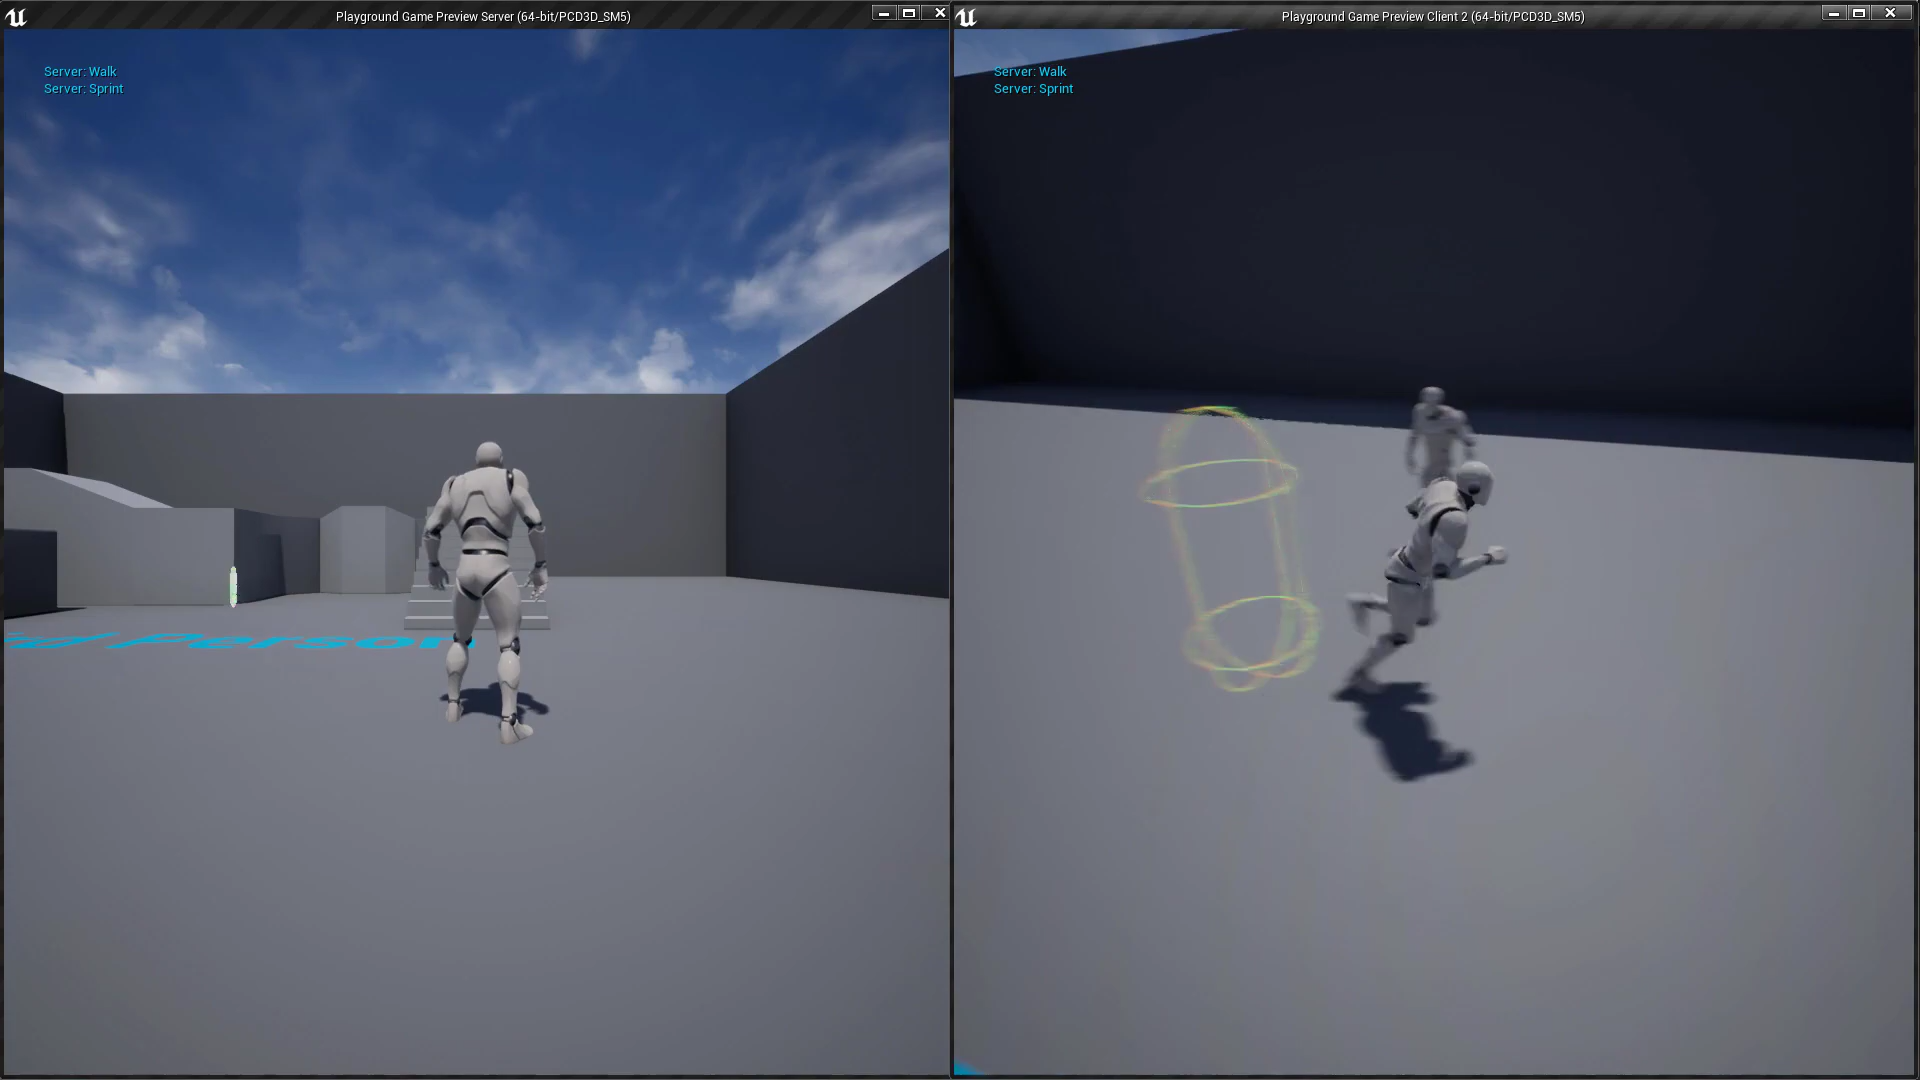 Playground Game Preview Server (64-bit/PCD3D_SM5)
Server: Walk
Server: Sprint
Person
Playground Game Preview Client 2 (64-bit/PCD3D_SM5)
Server: Walk
Server: Sprint